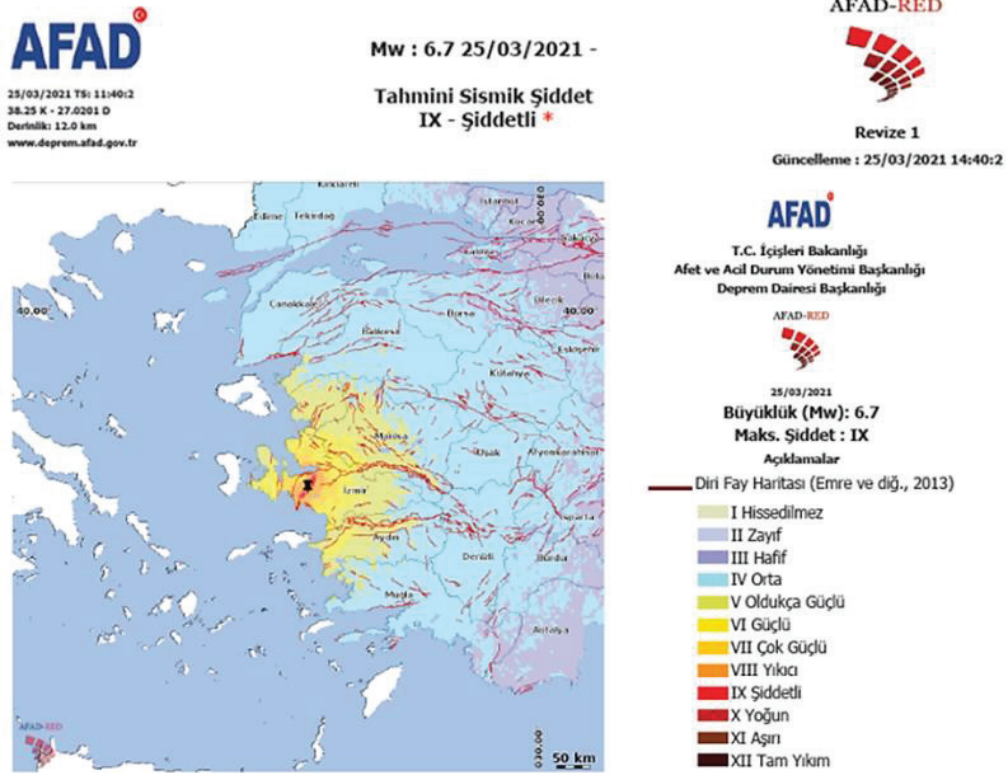 AFAD
25/03/2021 TS: 11:40:2
38.25 K - 27.0201 D
Derinlik: 12.0 km
www.deprem.afad.gov.tr
Mw : 6.7 25/03/2021 -
Tahmini Sismik Şiddet
IX - Şiddetli *
AFAD-RED
Revize 1
Güncelleme : 25/03/2021 14:40:2
AFAD
T.C. İçişleri Bakanlığı
Afet ve Acil Durum Yönetimi Başkanlığı
Deprem Dairesi Başkanlığı
AFAD-RED
25/03/2021
Büyüklük (Mw): 6.7
Maks. Şiddet : IX
Açıklamalar
Diri Fay Haritası (Emre ve diğ., 2013)
I Hissedilmez
II Zayıf
III Hafif
IV Orta
V Oldukça Güçlü
VI Güçlü
VII Çok Güçlü
VIII Yıkıcı
IX Şiddetli
X Yoğun
XI Aşırı
XII Tam Yıkım
Kırklareli
Edirne
Tekirdağ
İstanbul
030.00
Çanakkale
Bursa
Bilecik
40.00
40.00
Balıkesir
Eskişehir
Kütahya
Manisa
Uşak
Afyonkarahisar
İzmir
Isparta
Aydın
Denizli
Burdur
Muğla
Antalya
AFAD-RED
030.00
50 km